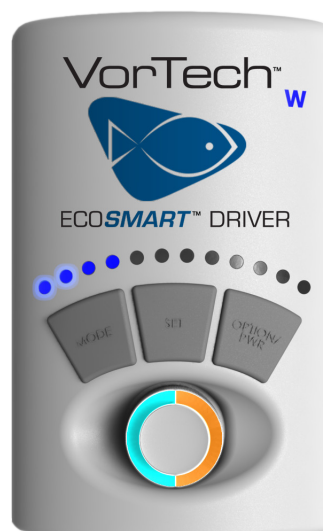 VorTech™
W
ECOSMART™ DRIVER
MODE
SET
OPTION/
PWR